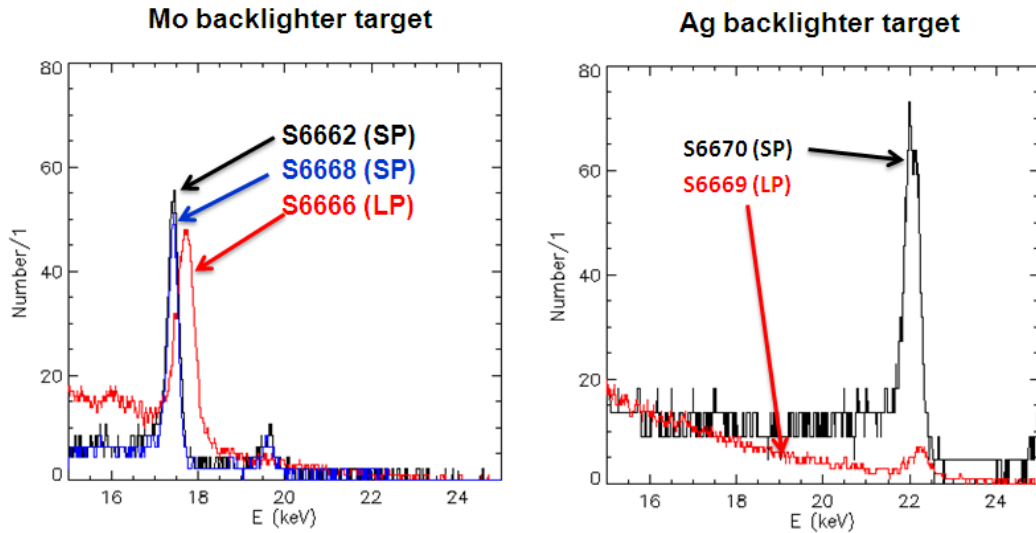 Mo backlighter target
80
60
40
20
0
Number/1
16 18 20 22 24
E (keV)
S6662 (SP)
S6668 (SP)
S6666 (LP)
Ag backlighter target
80
60
40
20
0
Number/1
16 18 20 22 24
E (keV)
S6670 (SP)
S6669 (LP)